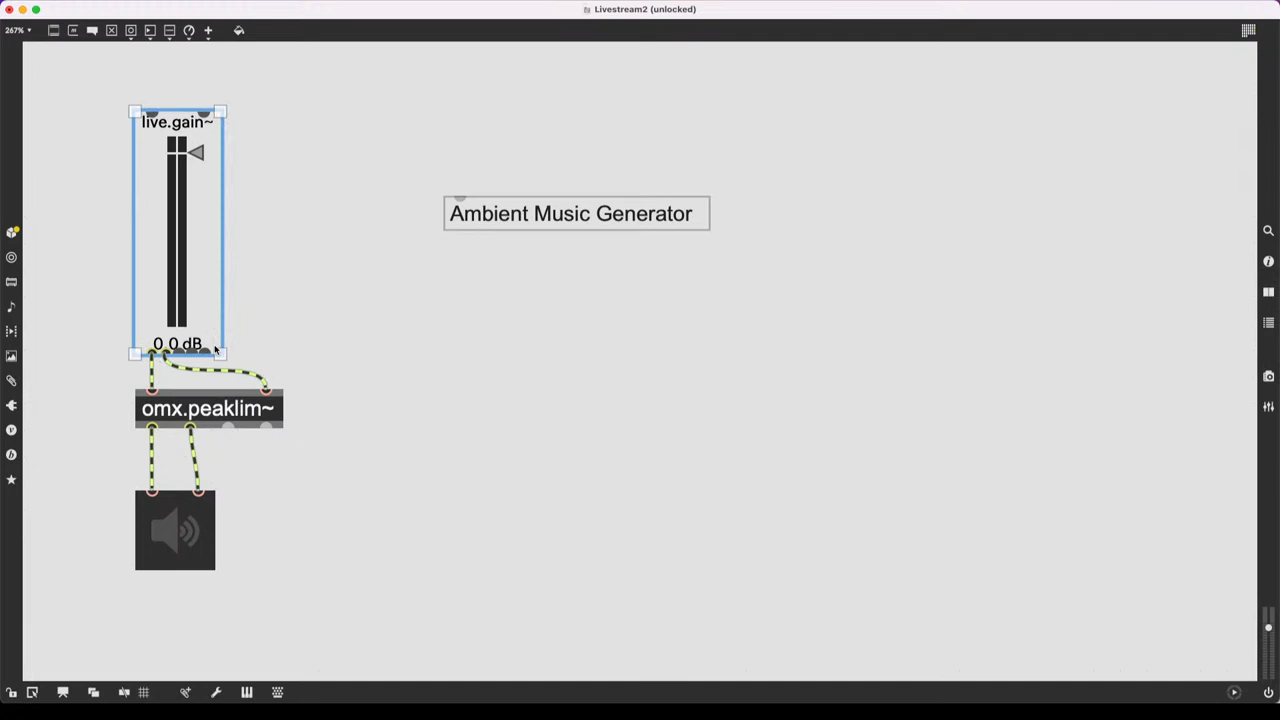 Livestream2 (unlocked)
267%
live.gain~
Ambient Music Generator
0.0 dB
omx.peaklim~